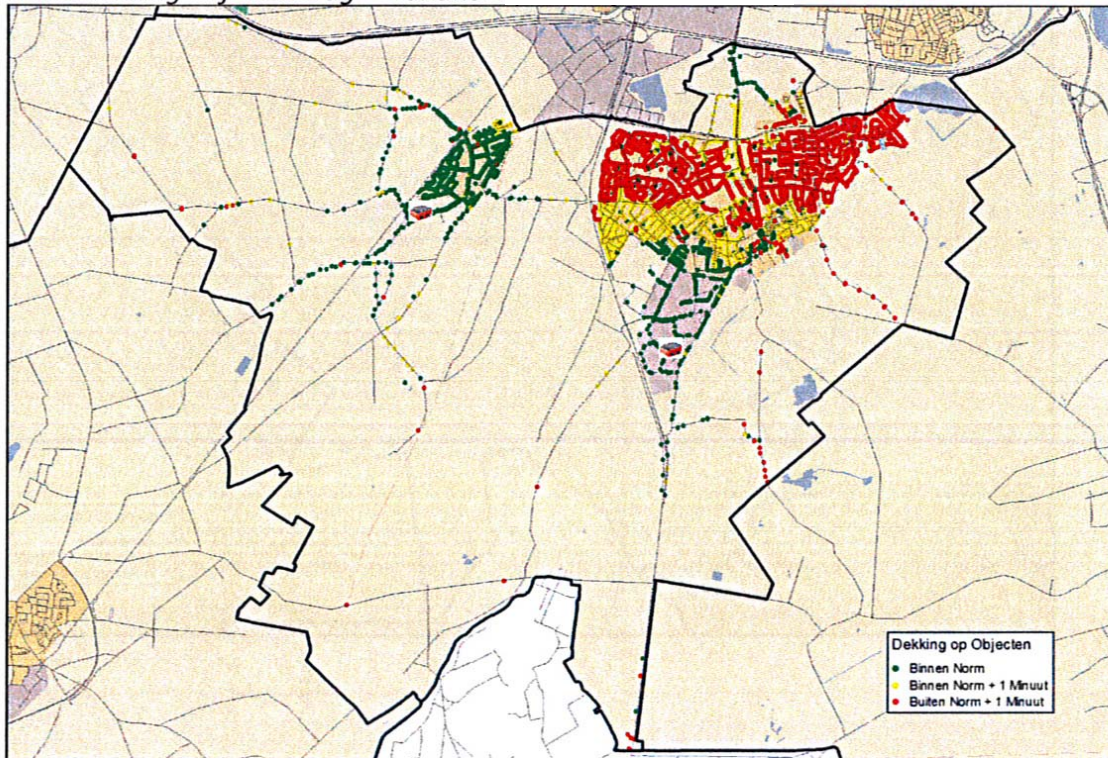 Dekking op Objecten
Binnen Norm
Binnen Norm + 1 Minuut
Buiten Norm + 1 Minuut